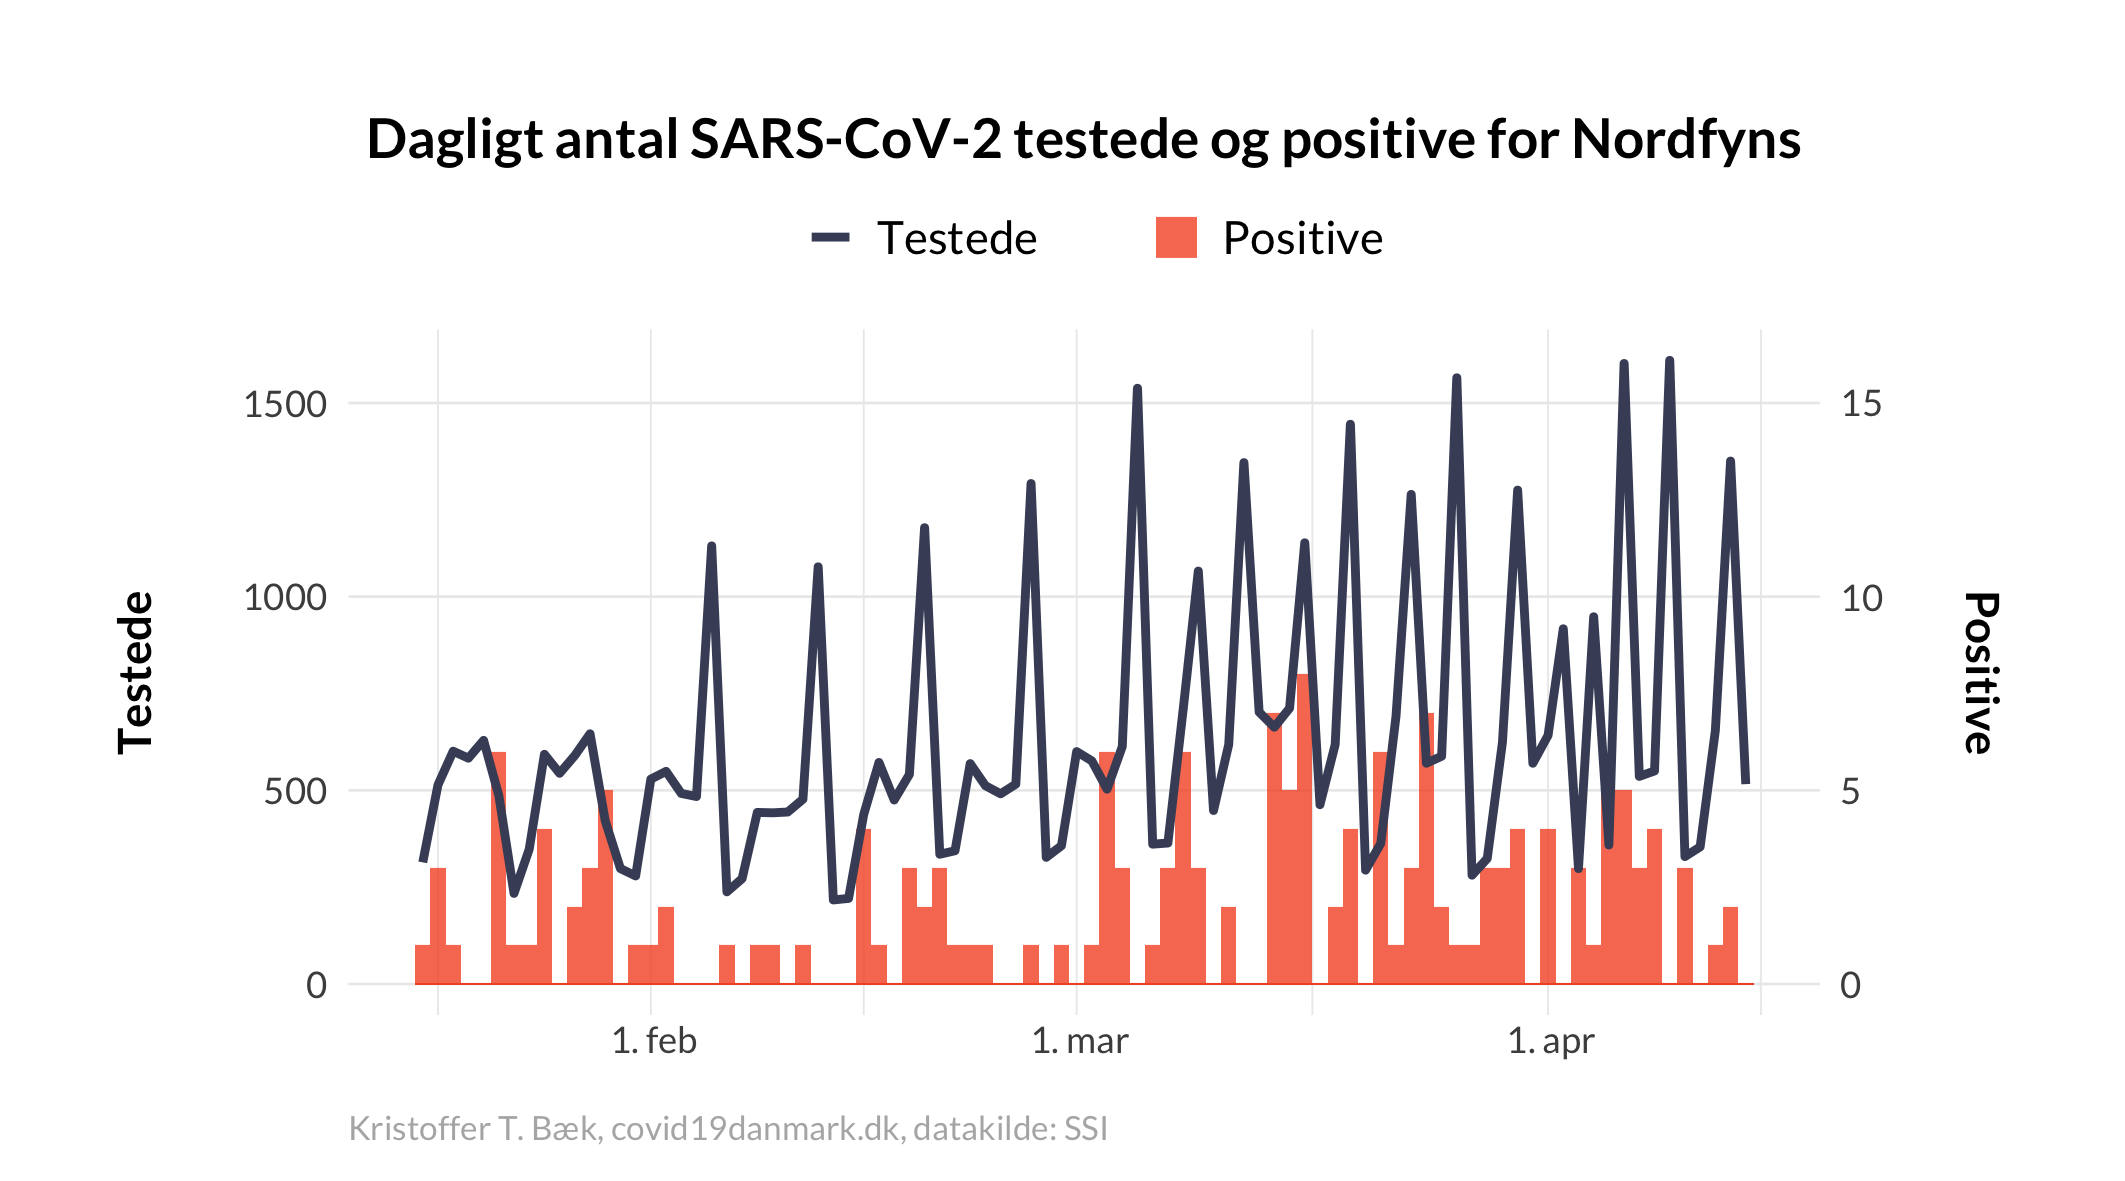 Dagligt antal SARS-CoV-2 testede og positive for Nordfyns
Testede Positive
1500 15
1000 10
500 5
0 0
Testede
Positive
1. feb 1. mar 1. apr
Kristoffer T. Bæk, covid19danmark.dk, datakilde: SSI